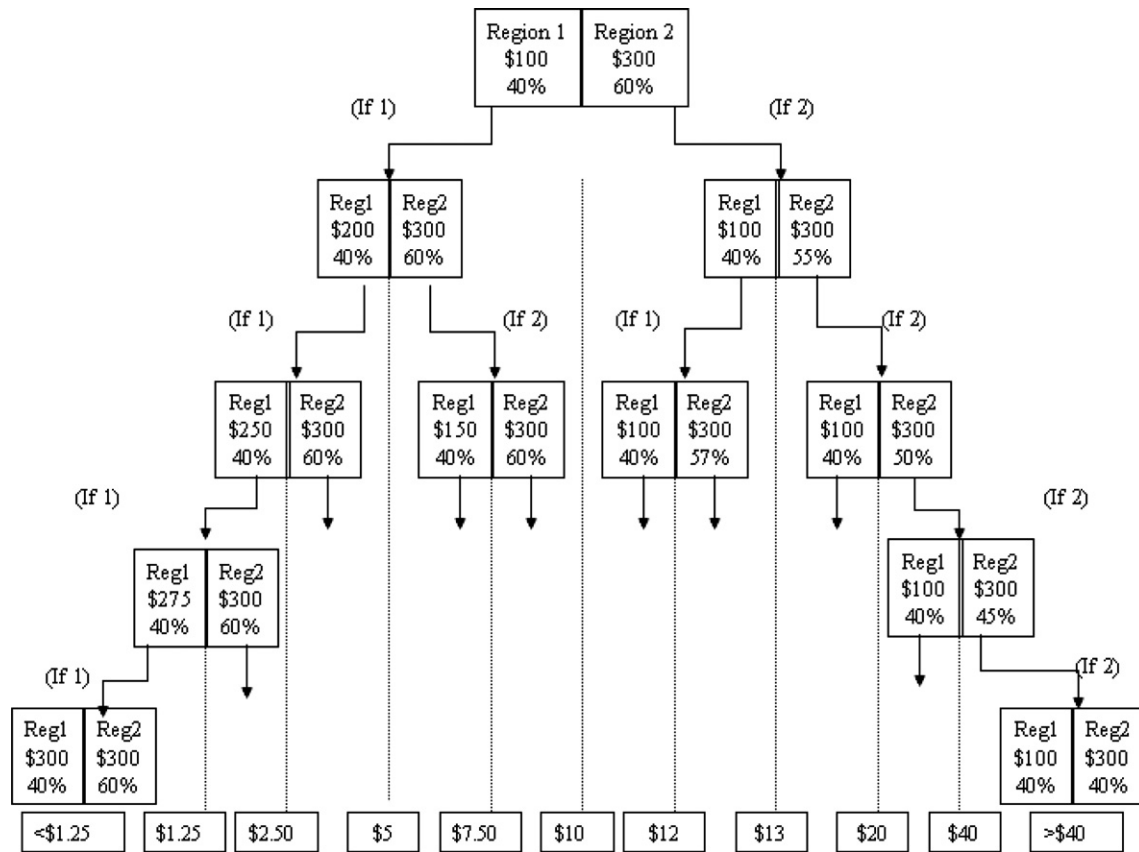 Region 1
$100
40%
Region 2
$300
60%
(If 1)
(If 2)
Reg1
$200
40%
Reg2
$300
60%
Reg1
$100
40%
Reg2
$300
55%
(If 1)
(If 2)
(If 1)
(If 2)
Reg1
$250
40%
Reg2
$300
60%
Reg1
$150
40%
Reg2
$300
60%
Reg1
$100
40%
Reg2
$300
57%
Reg1
$100
40%
Reg2
$300
50%
(If 1)
(If 2)
Reg1
$275
40%
Reg2
$300
60%
Reg1
$100
40%
Reg2
$300
45%
(If 1)
(If 2)
Reg1
$300
40%
Reg2
$300
60%
Reg1
$100
40%
Reg2
$300
40%
<$1.25
$1.25
$2.50
$5
$7.50
$10
$12
$13
$20
$40
>$40